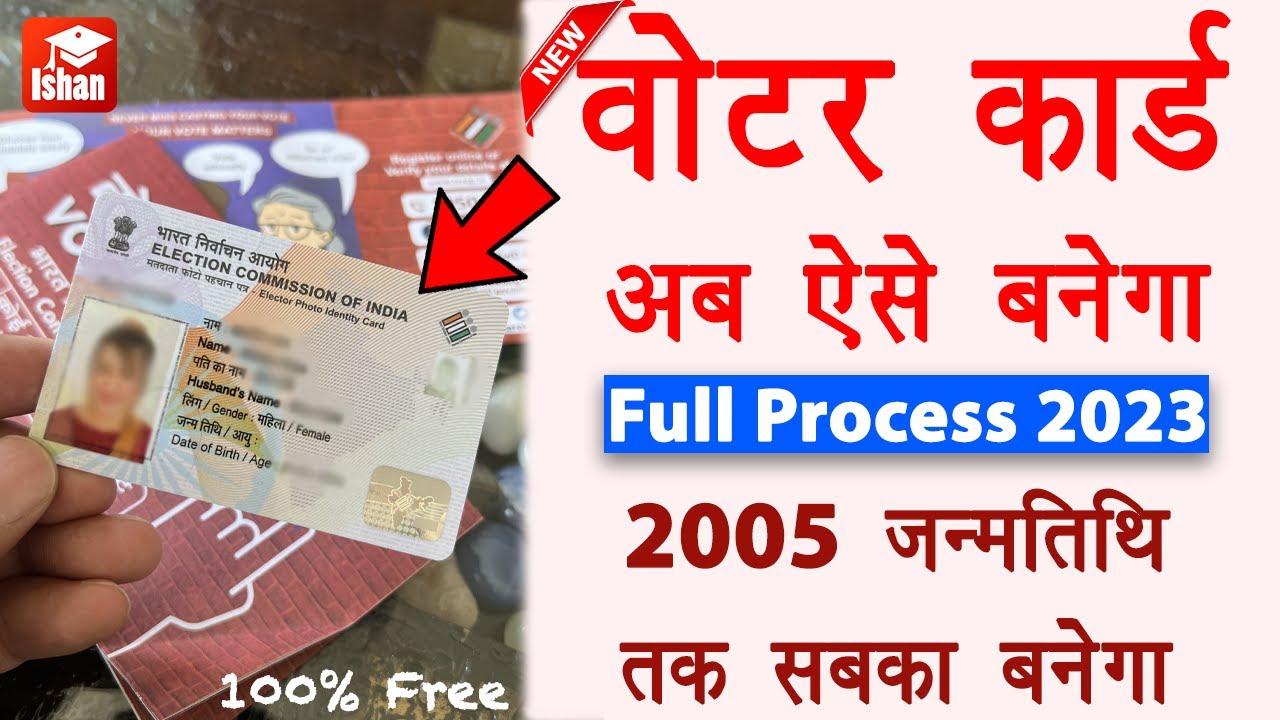 Ishan
NEW
वोटर कार्ड
अब ऐसे बनेगा
Full Process 2023
2005 जन्मतिथि
तक सबका बनेगा
YOUR VOTE MATTERS!
Register online or
Verify your details
भारत निर्वाचन आयोग
ELECTION COMMISSION OF INDIA
मतदाता फोटो पहचान पत्र Elector Photo Identity Card
नाम
Name
पति का नाम
Husband's Name
लिंग / Gender : महिला / Female
जन्म तिथि / आयु :
Date of Birth / Age
100% Free